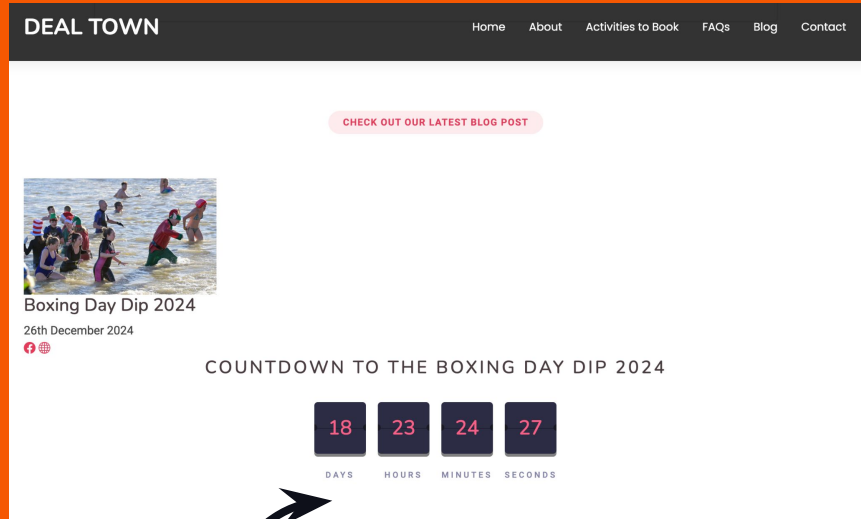 DEAL TOWN
Home About Activities to Book FAQs Blog Contact
CHECK OUT OUR LATEST BLOG POST
Boxing Day Dip 2024
26th December 2024
COUNTDOWN TO THE BOXING DAY DIP 2024
18 23 24 27
DAYS HOURS MINUTES SECONDS